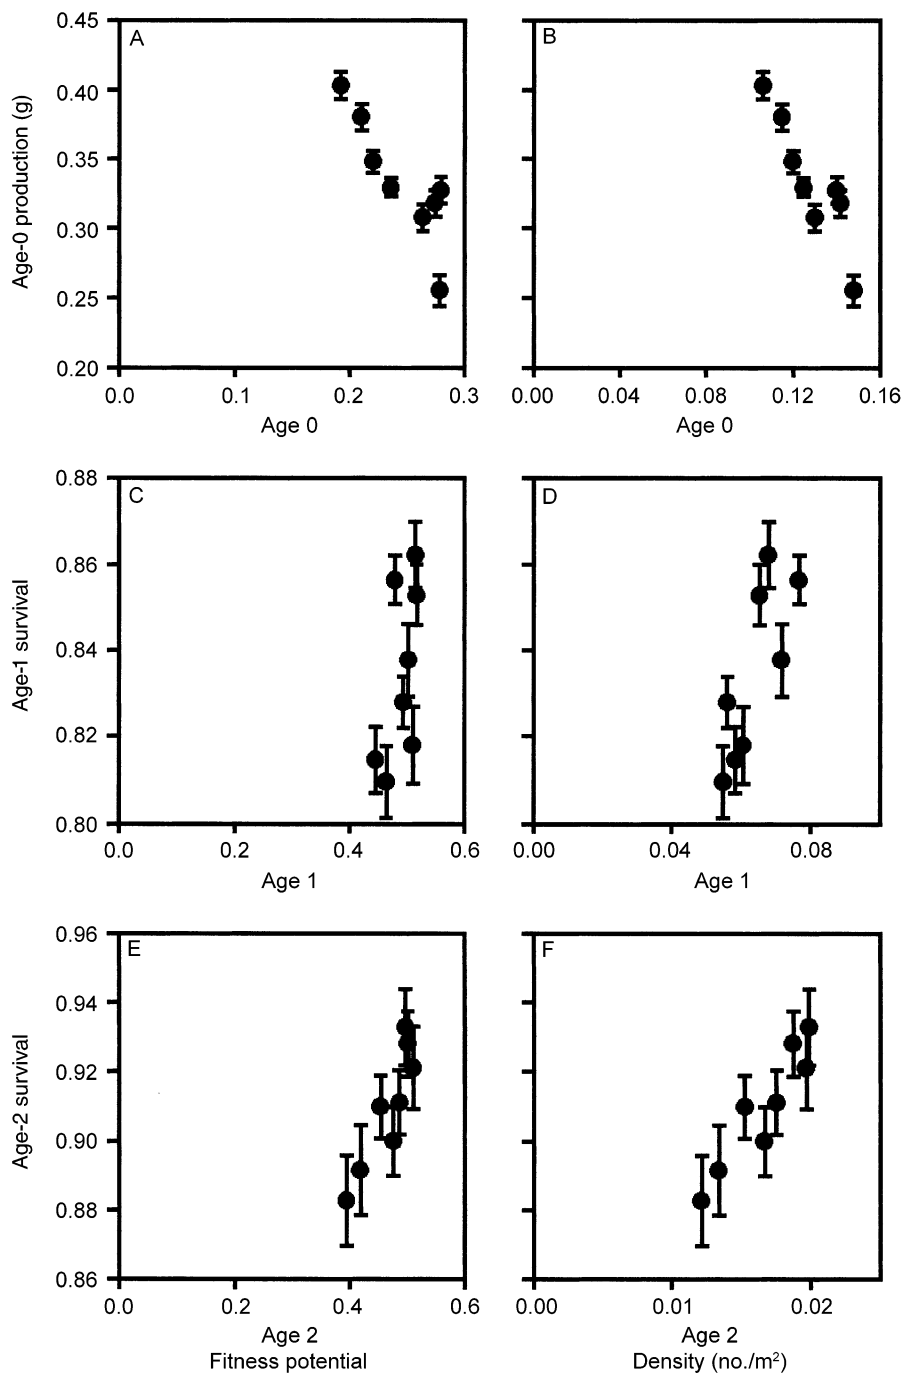 A
B
0.45
0.40
0.35
0.30
0.25
0.20
Age-0 production (g)
0.0 0.1 0.2 0.3
0.00 0.04 0.08 0.12 0.16
Age 0
Age 0
C
D
0.88
0.86
0.84
0.82
0.80
Age-1 survival
0.0 0.2 0.4 0.6
0.00 0.04 0.08
Age 1
Age 1
E
F
0.96
0.94
0.92
0.90
0.88
0.86
Age-2 survival
0.0 0.2 0.4 0.6
0.00 0.01 0.02
Age 2
Age 2
Fitness potential
Density (no./m²)